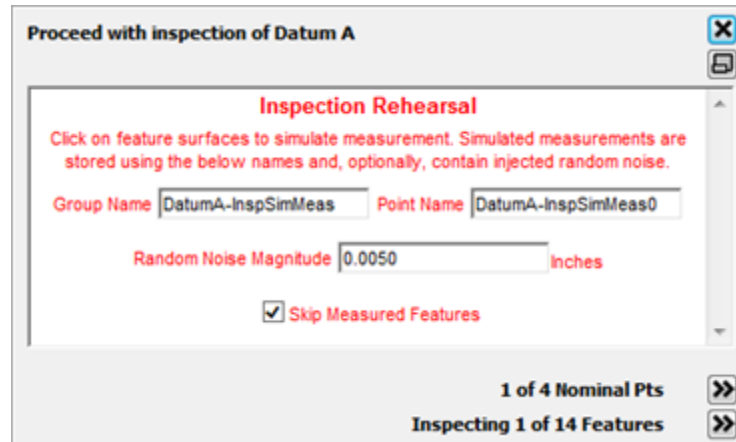 Proceed with inspection of Datum A
Inspection Rehearsal
Click on feature surfaces to simulate measurement. Simulated measurements are
stored using the below names and, optionally, contain injected random noise.
Group Name DatumA-InspSimMeas Point Name DatumA-InspSimMeas0
Random Noise Magnitude 0.0050 Inches
Skip Measured Features
1 of 4 Nominal Pts
Inspecting 1 of 14 Features